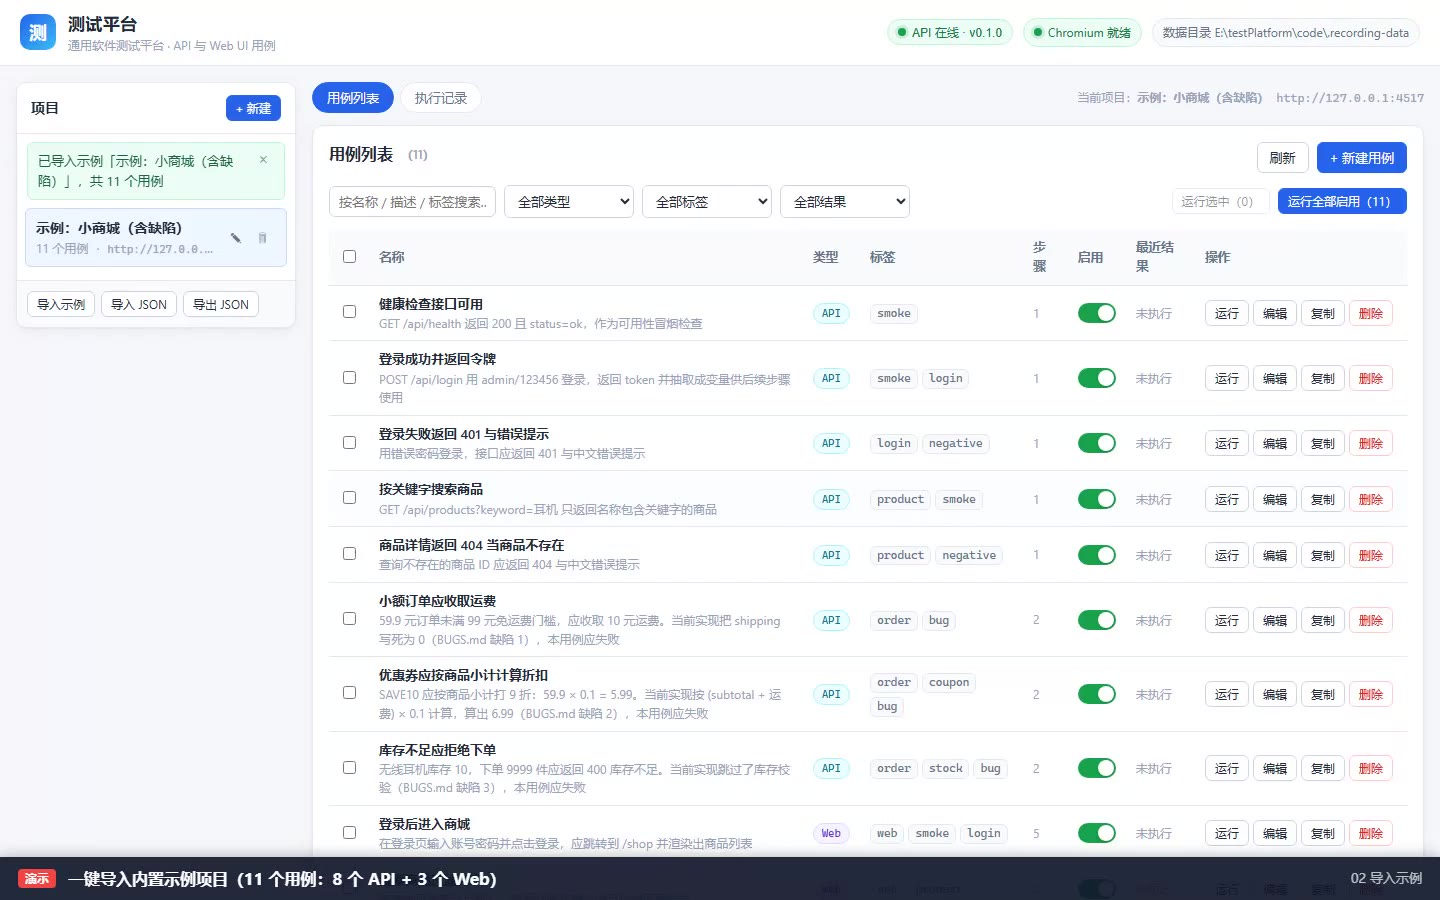 测
测试平台
通用软件测试平台 · API 与 Web UI 用例
API 在线 · v0.1.0
Chromium 就绪
数据目录 E:\testPlatform\code\.recording-data
项目
+ 新建
已导入示例「示例：小商城（含缺
陷）」，共 11 个用例
×
示例：小商城（含缺陷）
11 个用例 · http://127.0.0....
导入示例
导入 JSON
导出 JSON
用例列表
执行记录
当前项目：示例：小商城（含缺陷） http://127.0.0.1:4517
用例列表 (11)
刷新
+ 新建用例
按名称 / 描述 / 标签搜索..
全部类型
全部标签
全部结果
运行选中（0）
运行全部启用（11）
名称
类型
标签
步
骤
启用
最近结
果
操作
健康检查接口可用
GET /api/health 返回 200 且 status=ok，作为可用性冒烟检查
API
smoke
1
未执行
运行 编辑 复制 删除
登录成功并返回令牌
POST /api/login 用 admin/123456 登录，返回 token 并抽取成变量供后续步骤
使用
API
smoke login
1
未执行
运行 编辑 复制 删除
登录失败返回 401 与错误提示
用错误密码登录，接口应返回 401 与中文错误提示
API
login negative
1
未执行
运行 编辑 复制 删除
按关键字搜索商品
GET /api/products?keyword=耳机 只返回名称包含关键字的商品
API
product smoke
1
未执行
运行 编辑 复制 删除
商品详情返回 404 当商品不存在
查询不存在的商品 ID 应返回 404 与中文错误提示
API
product negative
1
未执行
运行 编辑 复制 删除
小额订单应收取运费
59.9 元订单未满 99 元免运费门槛，应收取 10 元运费。当前实现把 shipping
写死为 0（BUGS.md 缺陷 1），本用例应失败
API
order bug
2
未执行
运行 编辑 复制 删除
优惠券应按商品小计计算折扣
SAVE10 应按商品小计打 9 折：59.9 × 0.1 = 5.99。当前实现按 (subtotal + 运
费) × 0.1 计算，算出 6.99（BUGS.md 缺陷 2），本用例应失败
API
order coupon
bug
2
未执行
运行 编辑 复制 删除
库存不足应拒绝下单
无线耳机库存 10，下单 9999 件应返回 400 库存不足。当前实现跳过了库存校
验（BUGS.md 缺陷 3），本用例应失败
API
order stock bug
2
未执行
运行 编辑 复制 删除
登录后进入商城
在登录页输入账号密码并点击登录，应跳转到 /shop 并渲染出商品列表
Web
web smoke login
5
未执行
运行 编辑 复制 删除
演示
一键导入内置示例项目（11 个用例：8 个 API + 3 个 Web）
02 导入示例